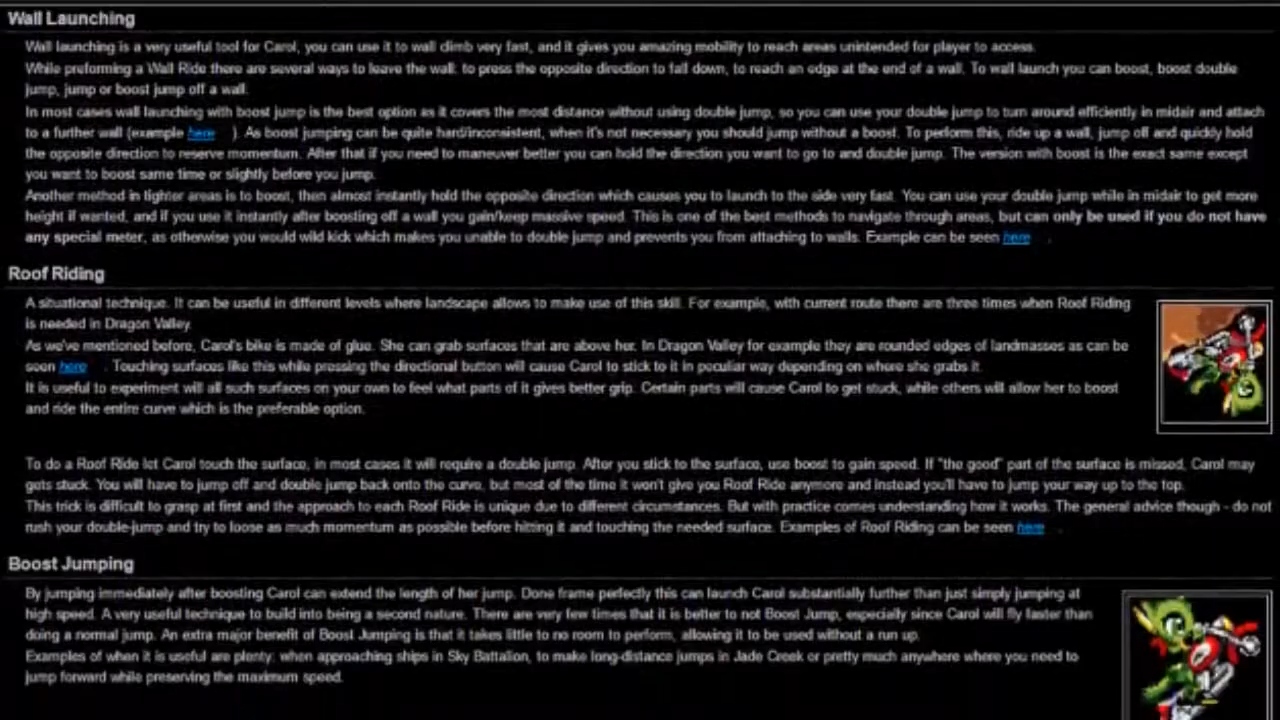 Wall Launching
Wall launching is a very useful tool for Carol, you can use it to wall climb very fast, and it gives you amazing mobility to reach areas unintended for player to access.
While preforming a Wall Ride there are several ways to leave the wall: to press the opposite direction to fall down, to reach an edge at the end of a wall. To wall launch you can boost, boost double
jump, jump or boost jump off a wall.
In most cases wall launching with boost jump is the best option as it covers the most distance without using double jump, so you can use your double jump to turn around efficiently in midair and attach
to a further wall (example here ). As boost jumping can be quite hard/inconsistent, when it's not necessary you should jump without a boost. To perform this, ride up a wall, jump off and quickly hold
the opposite direction to reserve momentum. After that if you need to maneuver better you can hold the direction you want to go to and double jump. The version with boost is the exact same except
you want to boost same time or slightly before you jump.
Another method in tighter areas is to boost, then almost instantly hold the opposite direction which causes you to launch to the side very fast. You can use your double jump while in midair to get more
height if wanted, and if you use it instantly after boosting off a wall you gain/keep massive speed. This is one of the best methods to navigate through areas, but can only be used if you do not have
any special meter, as otherwise you would wild kick which makes you unable to double jump and prevents you from attaching to walls. Example can be seen here .
Roof Riding
A situational technique. It can be useful in different levels where landscape allows to make use of this skill. For example, with current route there are three times when Roof Riding
is needed in Dragon Valley.
As we've mentioned before, Carol's bike is made of glue. She can grab surfaces that are above her. In Dragon Valley for example they are rounded edges of landmasses as can be
seen here . Touching surfaces like this while pressing the directional button will cause Carol to stick to it in peculiar way depending on where she grabs it.
It is useful to experiment will all such surfaces on your own to feel what parts of it gives better grip. Certain parts will cause Carol to get stuck, while others will allow her to boost
and ride the entire curve which is the preferable option.
To do a Roof Ride let Carol touch the surface, in most cases it will require a double jump. After you stick to the surface, use boost to gain speed. If "the good" part of the surface is missed, Carol may
gets stuck. You will have to jump off and double jump back onto the curve, but most of the time it won't give you Roof Ride anymore and instead you'll have to jump your way up to the top.
This trick is difficult to grasp at first and the approach to each Roof Ride is unique due to different circumstances. But with practice comes understanding how it works. The general advice though - do not
rush your double-jump and try to loose as much momentum as possible before hitting it and touching the needed surface. Examples of Roof Riding can be seen here .
Boost Jumping
By jumping immediately after boosting Carol can extend the length of her jump. Done frame perfectly this can launch Carol substantially further than just simply jumping at
high speed. A very useful technique to build into being a second nature. There are very few times that it is better to not Boost Jump, especially since Carol will fly faster than
doing a normal jump. An extra major benefit of Boost Jumping is that it takes little to no room to perform, allowing it to be used without a run up.
Examples of when it is useful are plenty: when approaching ships in Sky Battalion, to make long-distance jumps in Jade Creek or pretty much anywhere where you need to
jump forward while preserving the maximum speed.